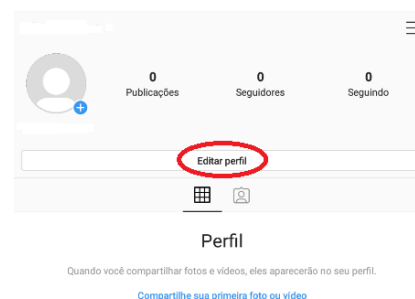 0 0 0
Publicações Seguidores Seguindo
Editar perfil
Perfil
Quando você compartilhar fotos e vídeos, eles aparecerão no seu perfil.
Compartilhe sua primeira foto ou vídeo